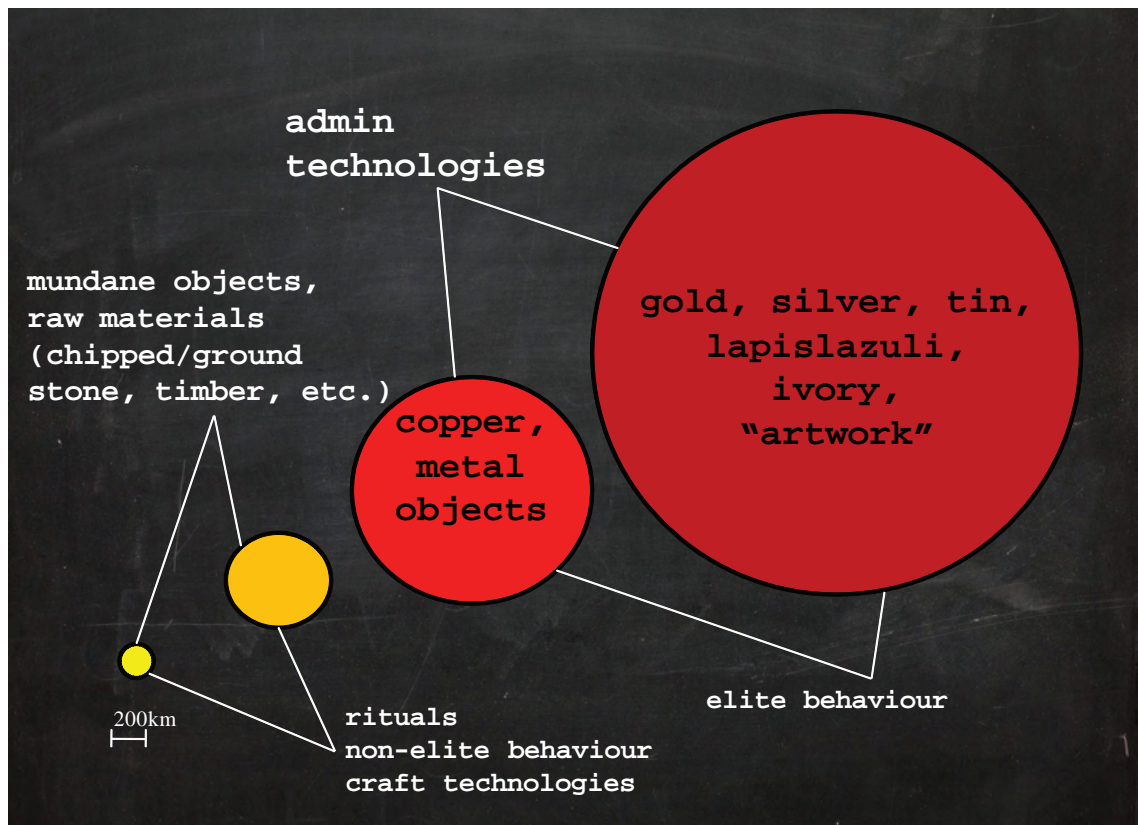 admin
technologies
mundane objects,
raw materials
(chipped/ground
stone, timber, etc.)
gold, silver, tin,
lapislazuli,
ivory,
“artwork”
copper,
metal
objects
200km
elite behaviour
rituals
non-elite behaviour
craft technologies